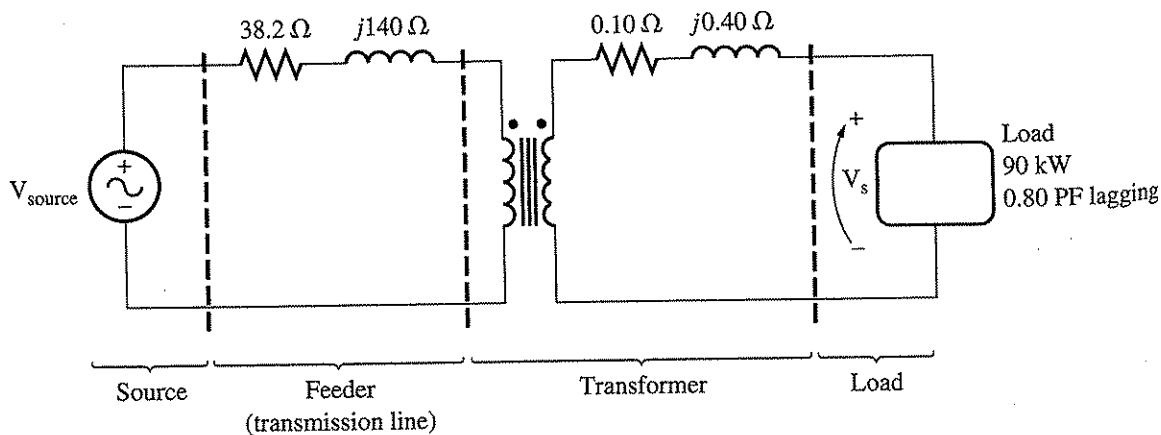 38.2 Ω
j140 Ω
0.10 Ω
j0.40 Ω
V_source
+
−
+
V_s
−
Load
90 kW
0.80 PF lagging
Source
Feeder
(transmission line)
Transformer
Load